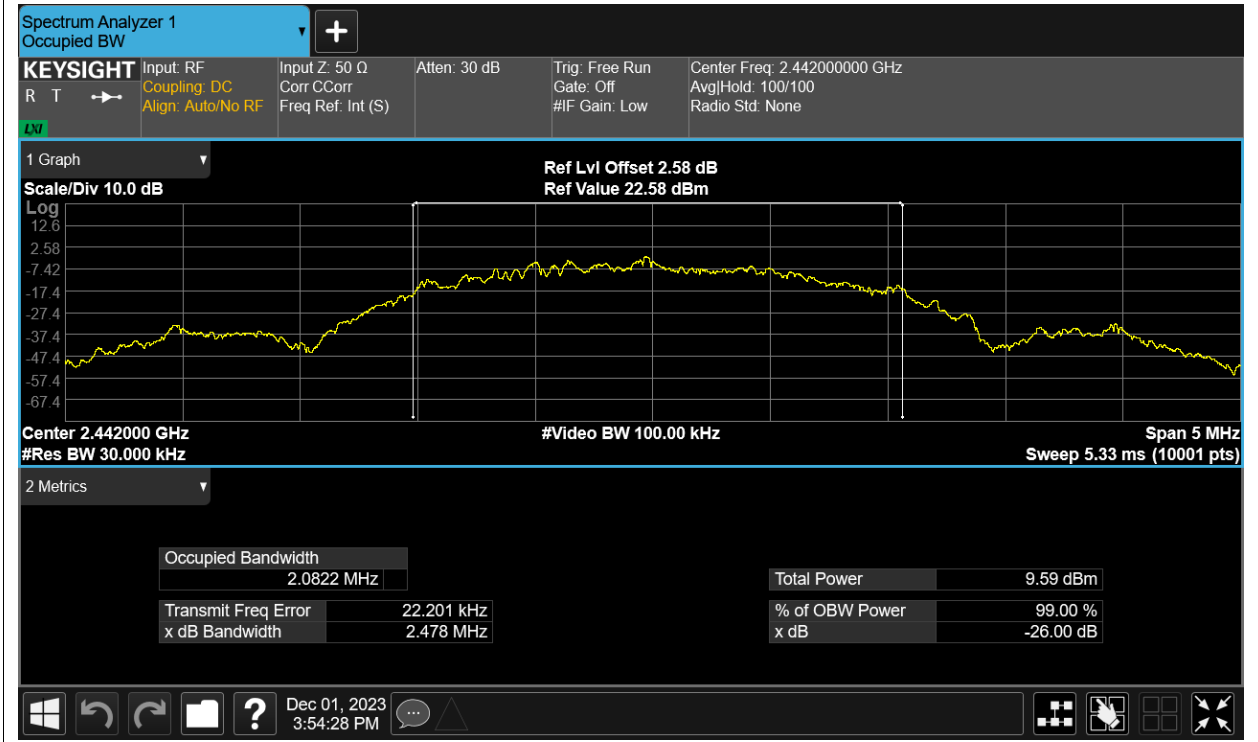 Spectrum Analyzer 1
Occupied BW
KEYSIGHT
R T
LXI
Input: RF
Coupling: DC
Align: Auto/No RF
Input Z: 50 Ω
Corr CCorr
Freq Ref: Int (S)
Atten: 30 dB
Trig: Free Run
Gate: Off
#IF Gain: Low
Center Freq: 2.442000000 GHz
Avg|Hold: 100/100
Radio Std: None
1 Graph
Scale/Div 10.0 dB
Ref Lvl Offset 2.58 dB
Ref Value 22.58 dBm
Log
12.6
2.58
-7.42
-17.4
-27.4
-37.4
-47.4
-57.4
-67.4
Center 2.442000 GHz
#Res BW 30.000 kHz
#Video BW 100.00 kHz
Span 5 MHz
Sweep 5.33 ms (10001 pts)
2 Metrics
Occupied Bandwidth
2.0822 MHz
Transmit Freq Error 22.201 kHz
x dB Bandwidth 2.478 MHz
Total Power 9.59 dBm
% of OBW Power 99.00 %
x dB -26.00 dB
?
Dec 01, 2023
3:54:28 PM